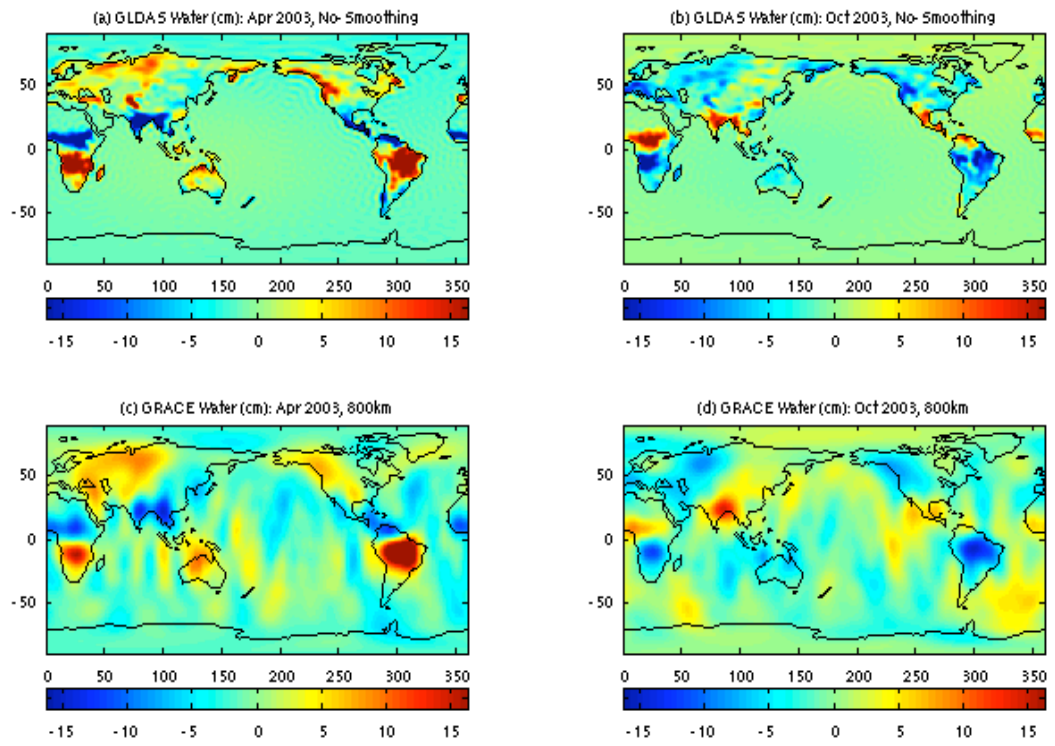 (a) GLDAS Water (cm): Apr 2003, No- Smoothing
50
0
- 50
0 50 100 150 200 250 300 350
- 15 - 10 - 5 0 5 10 15
(b) GLDAS Water (cm): Oct 2003, No- Smoothing
50
0
- 50
0 50 100 150 200 250 300 350
- 15 - 10 - 5 0 5 10 15
(c) GRACE Water (cm): Apr 2003, 800km
50
0
- 50
0 50 100 150 200 250 300 350
- 15 - 10 - 5 0 5 10 15
(d) GRACE Water (cm): Oct 2003, 800km
50
0
- 50
0 50 100 150 200 250 300 350
- 15 - 10 - 5 0 5 10 15